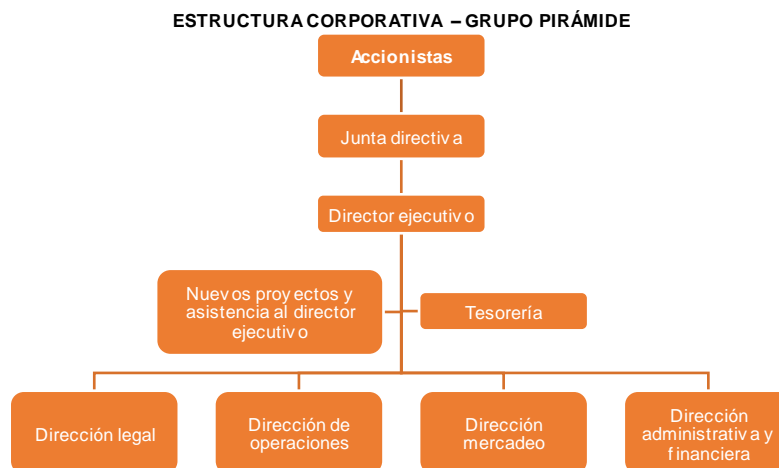 ESTRUCTURA CORPORATIVA – GRUPO PIRÁMIDE
Accionistas
Junta directiva
Director ejecutivo
Nuevos proyectos y
asistencia al director
ejecutivo
Tesorería
Dirección legal
Dirección de
operaciones
Dirección
mercadeo
Dirección
administrativa y
financiera